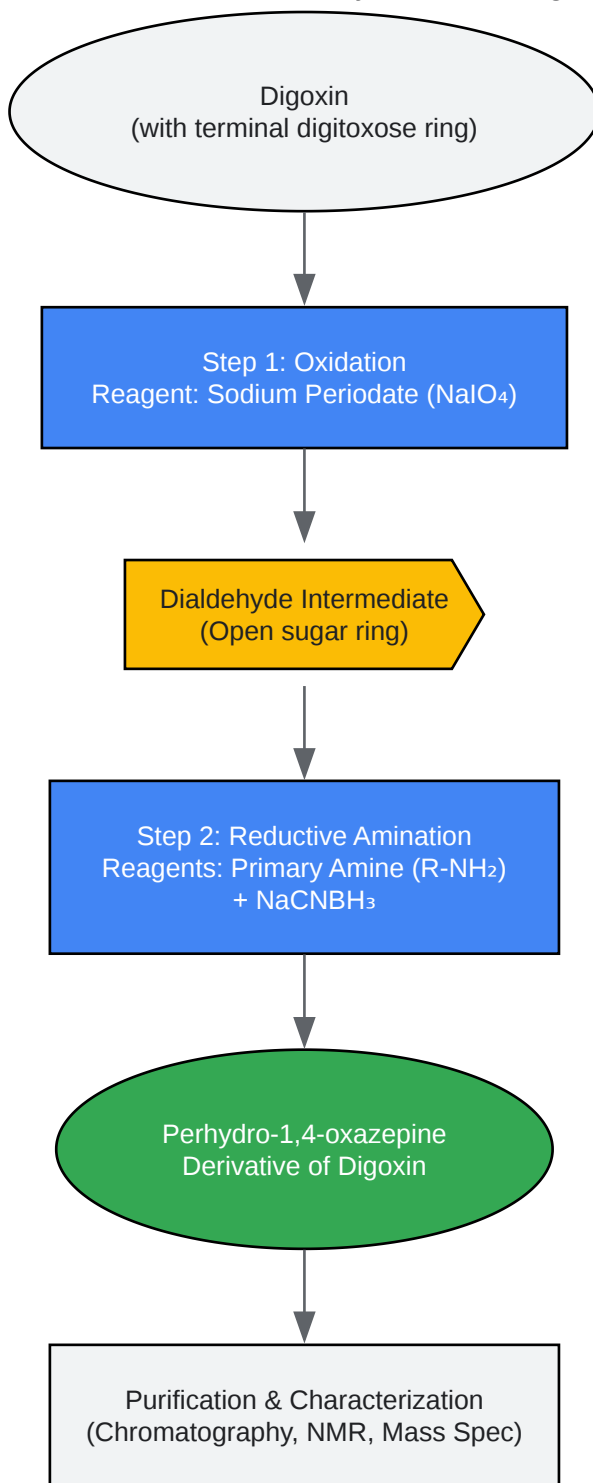 Digoxin
(with terminal digitoxose ring)
Step 1: Oxidation
Reagent: Sodium Periodate (NaIO₄)
Dialdehyde Intermediate
(Open sugar ring)
Step 2: Reductive Amination
Reagents: Primary Amine (R-NH₂)
+ NaCNBH₃
Perhydro-1,4-oxazepine
Derivative of Digoxin
Purification & Characterization
(Chromatography, NMR, Mass Spec)